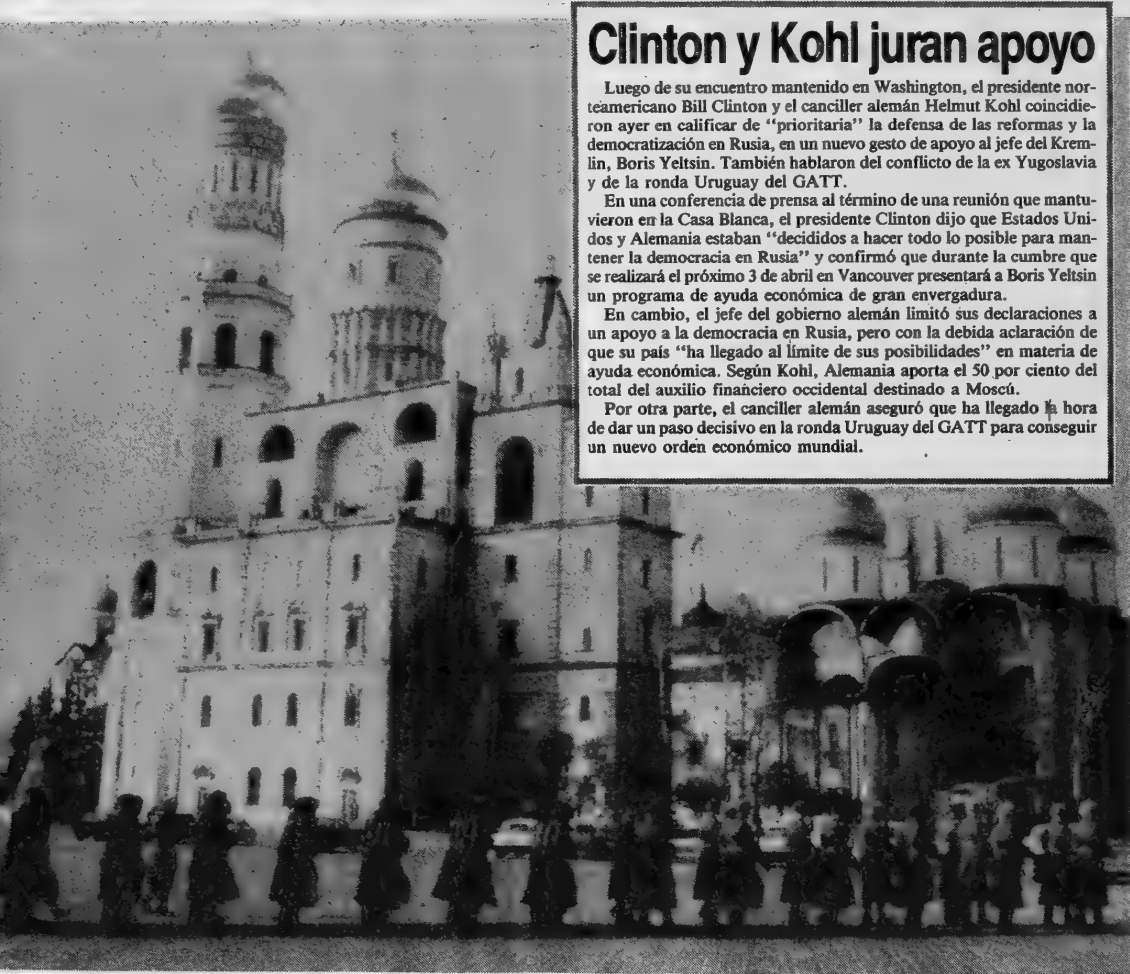 Clinton y Kohl juran apoyo
Luego de su encuentro mantenido en Washington, el presidente nor-
teamericano Bill Clinton y el canciller alemán Helmut Kohl coincidie-
ron ayer en calificar de “prioritaria” la defensa de las reformas y la
democratización en Rusia, en un nuevo gesto de apoyo al jefe del Krem-
lin, Boris Yeltsin. También hablaron del conflicto de la ex Yugoslavia
y de la ronda Uruguay del GATT.
En una conferencia de prensa al término de una reunión que mantu-
vieron en la Casa Blanca, el presidente Clinton dijo que Estados Uni-
dos y Alemania estaban “decididos a hacer todo lo posible para man-
tener la democracia en Rusia” y confirmó que durante la cumbre que
se realizará el próximo 3 de abril en Vancouver presentará a Boris Yeltsin
un programa de ayuda económica de gran envergadura.
En cambio, el jefe del gobierno alemán limitó sus declaraciones a
un apoyo a la democracia en Rusia, pero con la debida aclaración de
que su país “ha llegado al límite de sus posibilidades” en materia de
ayuda económica. Según Kohl, Alemania aporta el 50 por ciento del
total del auxilio financiero occidental destinado a Moscú.
Por otra parte, el canciller alemán aseguró que ha llegado la hora
de dar un paso decisivo en la ronda Uruguay del GATT para conseguir
un nuevo orden económico mundial.